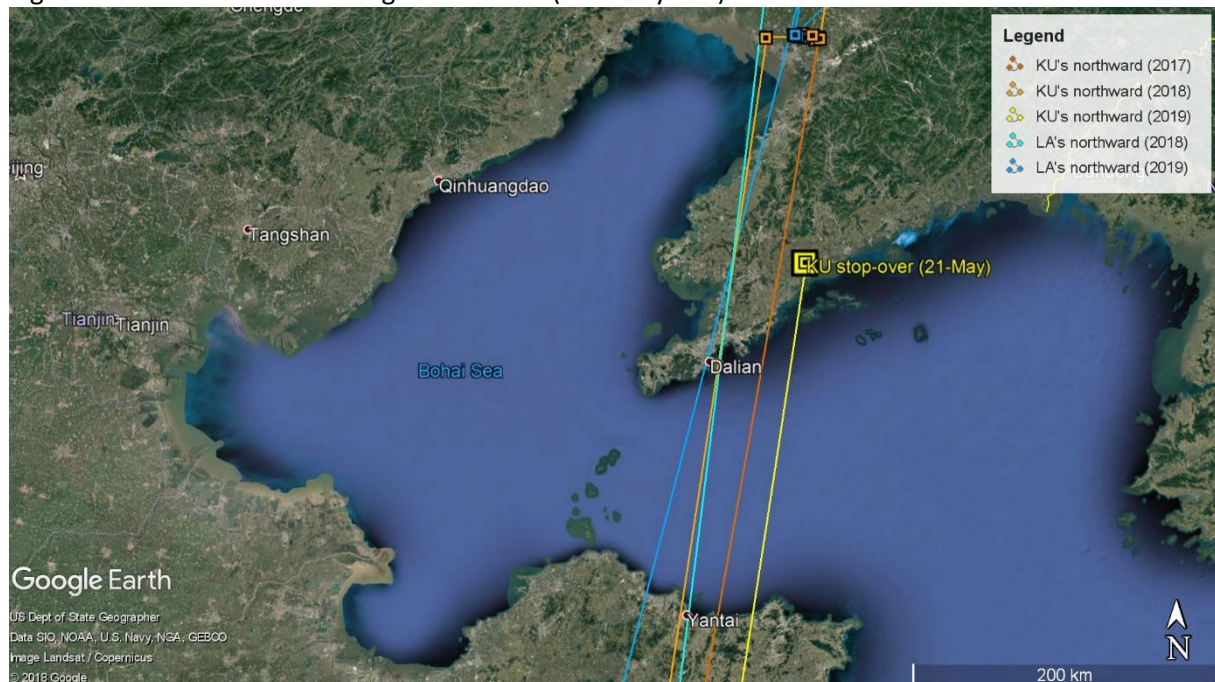 Legend
KU's northward (2017)
KU's northward (2018)
KU's northward (2019)
LA's northward (2018)
LA's northward (2019)
Qinhuangdao
Tangshan
KU stop-over (21-May)
Tianjin Tianjin
Dalian
Bohai Sea
Google Earth
US Dept of State Geographer
Data SIO, NOAA, U.S. Navy, NGA, GEBCO
Image Landsat / Copernicus
© 2018 Google
Yantai
N
200 km